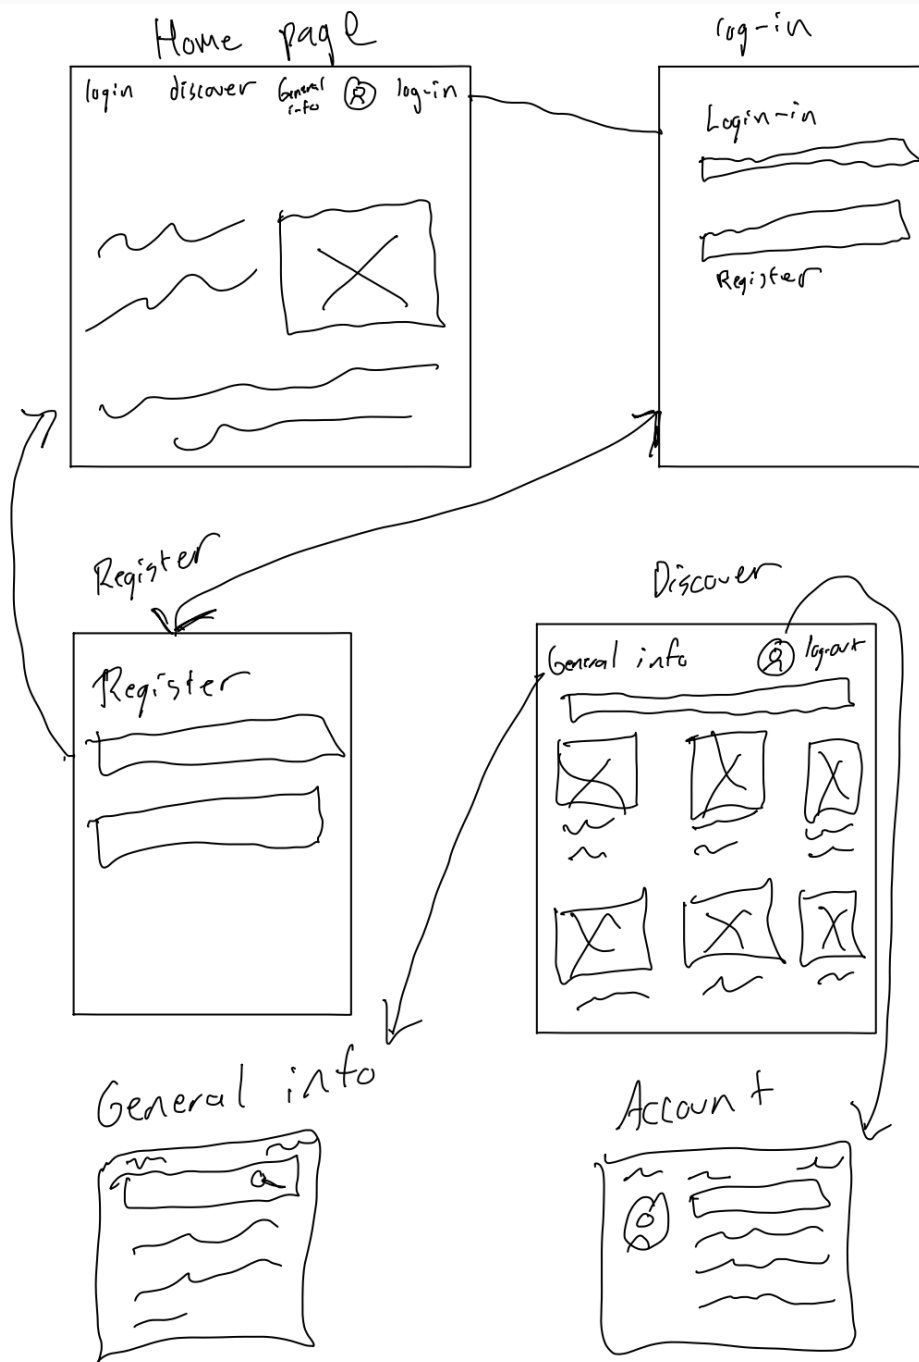 Home page
log-in
login discover General info log-in
Login-in
Register
Register
Discover
General info logout
Register
General info
Account